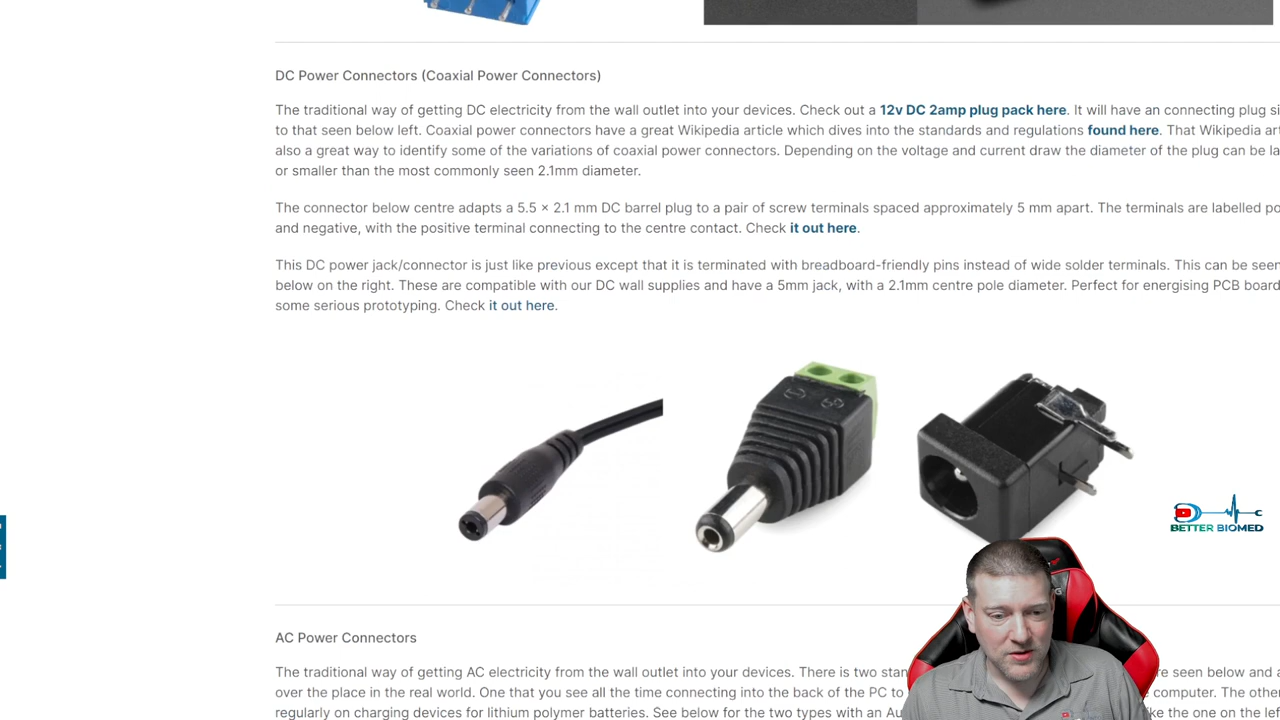 DC Power Connectors (Coaxial Power Connectors)
The traditional way of getting DC electricity from the wall outlet into your devices. Check out a 12v DC 2amp plug pack here. It will have an connecting plug
to that seen below left. Coaxial power connectors have a great Wikipedia article which dives into the standards and regulations found here. That Wikipedia
also a great way to identify some of the variations of coaxial power connectors. Depending on the voltage and current draw the diameter of the plug can be
or smaller than the most commonly seen 2.1mm diameter.
The connector below centre adapts a 5.5 × 2.1 mm DC barrel plug to a pair of screw terminals spaced approximately 5 mm apart. The terminals are labelled
and negative, with the positive terminal connecting to the centre contact. Check it out here.
This DC power jack/connector is just like previous except that it is terminated with breadboard-friendly pins instead of wide solder terminals. This can be seen
below on the right. These are compatible with our DC wall supplies and have a 5mm jack, with a 2.1mm centre pole diameter. Perfect for energising PCB
some serious prototyping. Check it out here.
BETTER BIOMED
AC Power Connectors
The traditional way of getting AC electricity from the wall outlet into your devices. There is two seen below and
over the place in the real world. One that you see all the time connecting into the back of the PC to computer. The other
regularly on charging devices for lithium polymer batteries. See below for the two types with an the one on the left